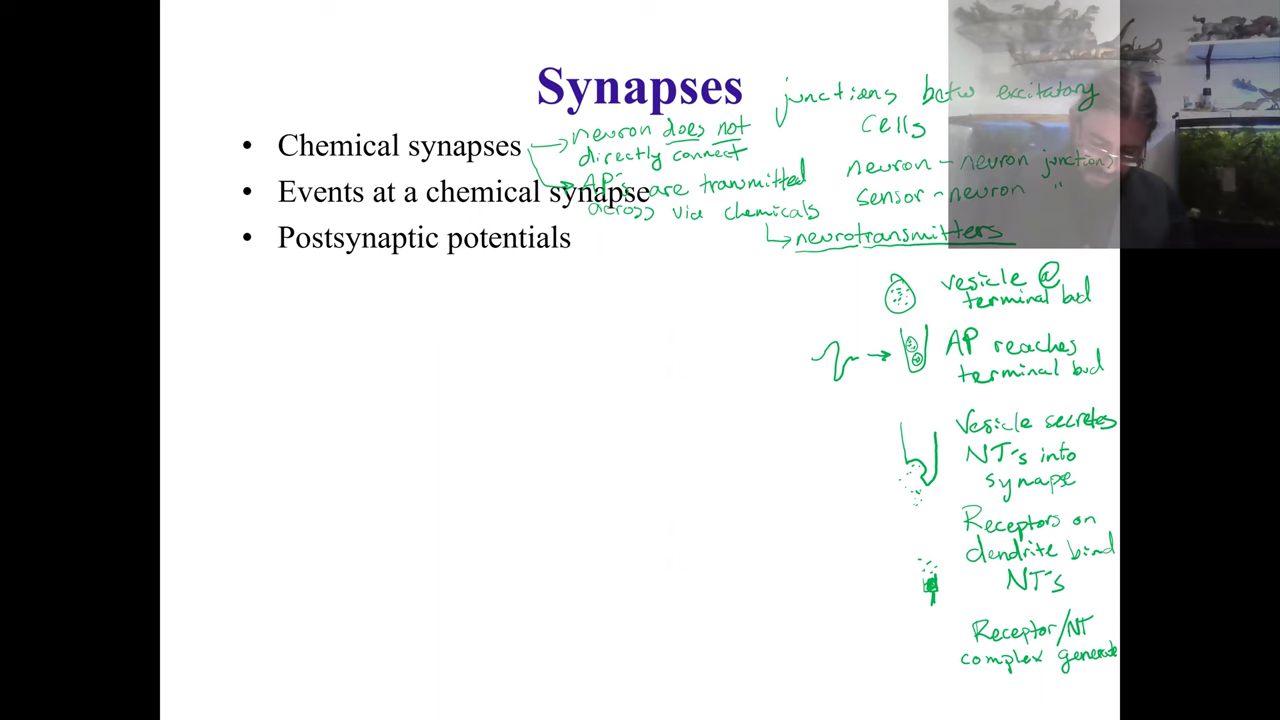 Synapses
junctions betw excitatory
cells
neuron - neuron junctions
sensor - neuron "
• Chemical synapses
→ neuron does not
directly connect
→ AP's are transmitted
across via chemicals
↳ neurotransmitters
• Events at a chemical synapse
• Postsynaptic potentials
vesicle @
terminal bud
AP reaches
terminal bud
Vesicle secretes
NT's into
synapse
Receptors on
dendrite bind
NT's
Receptor/NT
complex generate